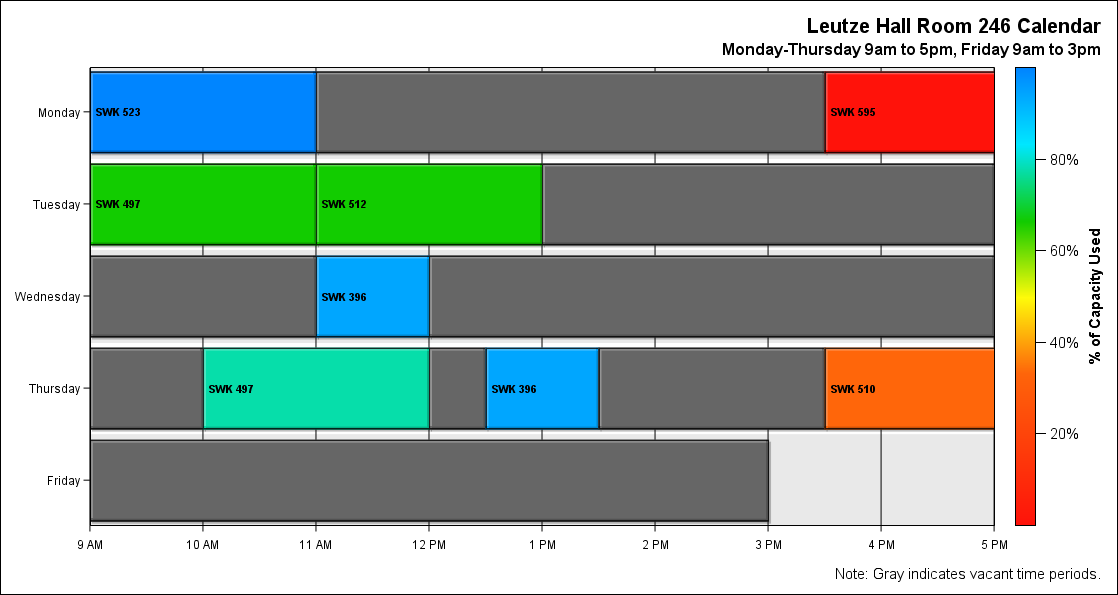 Leutze Hall Room 246 Calendar
Monday-Thursday 9am to 5pm, Friday 9am to 3pm
Monday
SWK 523
SWK 595
Tuesday
SWK 497
SWK 512
Wednesday
SWK 396
Thursday
SWK 497
SWK 396
SWK 510
Friday
9 AM
10 AM
11 AM
12 PM
1 PM
2 PM
3 PM
4 PM
5 PM
80%
60%
40%
20%
% of Capacity Used
Note: Gray indicates vacant time periods.